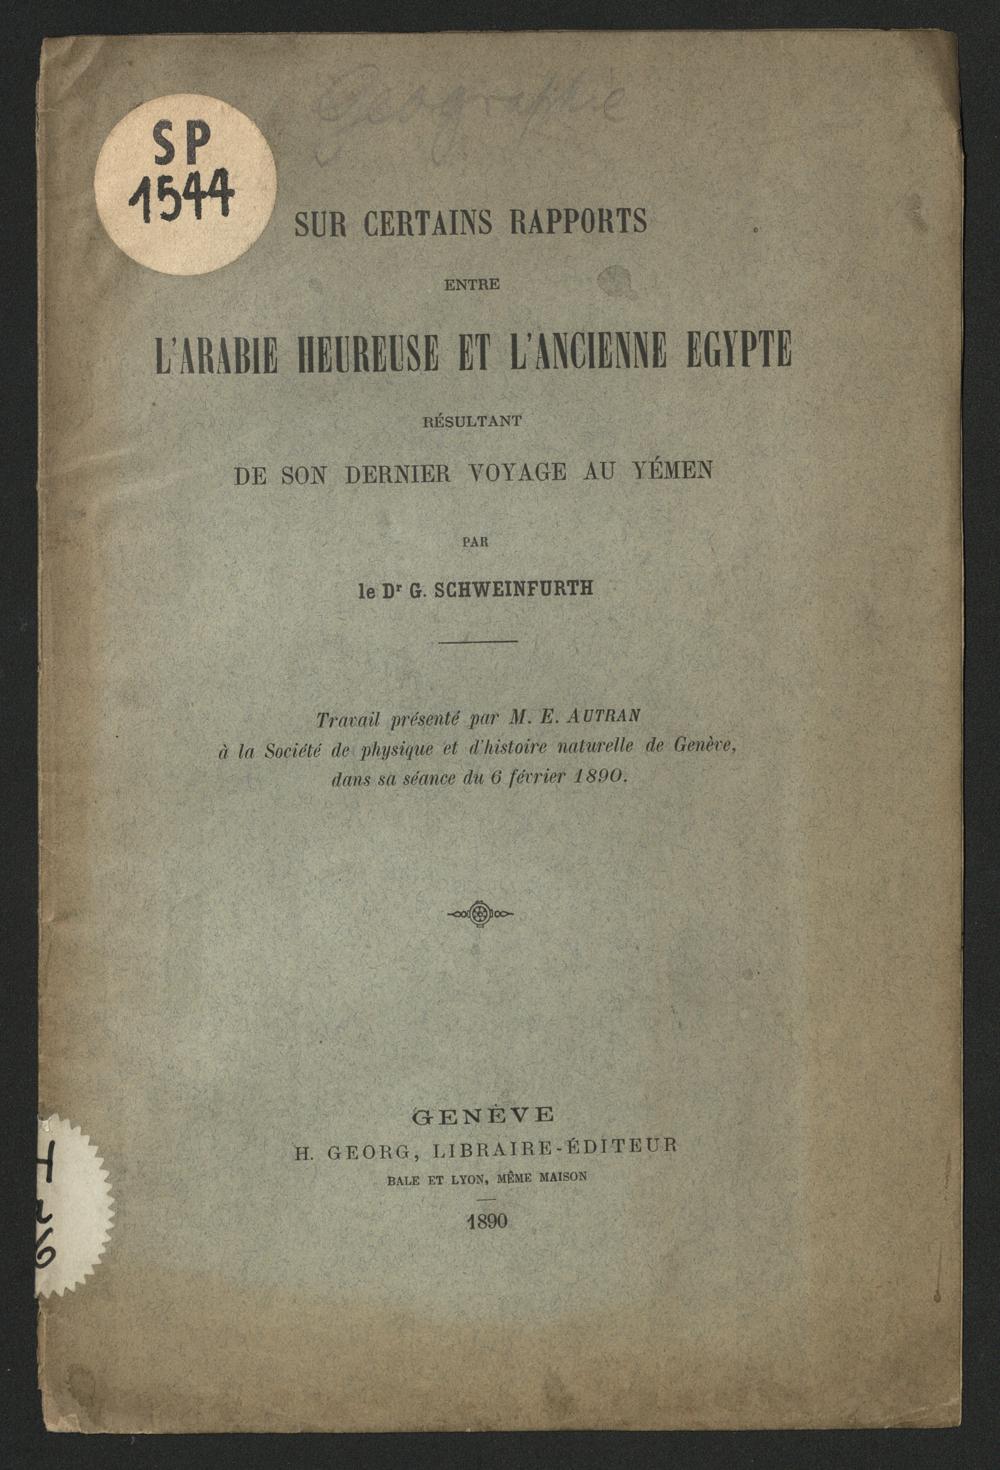 Geographie
SP
1544
SUR CERTAINS RAPPORTS
ENTRE
L'ARABIE HEUREUSE ET L'ANCIENNE EGYPTE
RÉSULTANT
DE SON DERNIER VOYAGE AU YÉMEN
PAR
le Dr G. SCHWEINFURTH
Travail présenté par M. E. AUTRAN
à la Société de physique et d'histoire naturelle de Genève,
dans sa séance du 6 février 1890.
GENÈVE
H. GEORG, LIBRAIRE-ÉDITEUR
BALE ET LYON, MÊME MAISON
1890